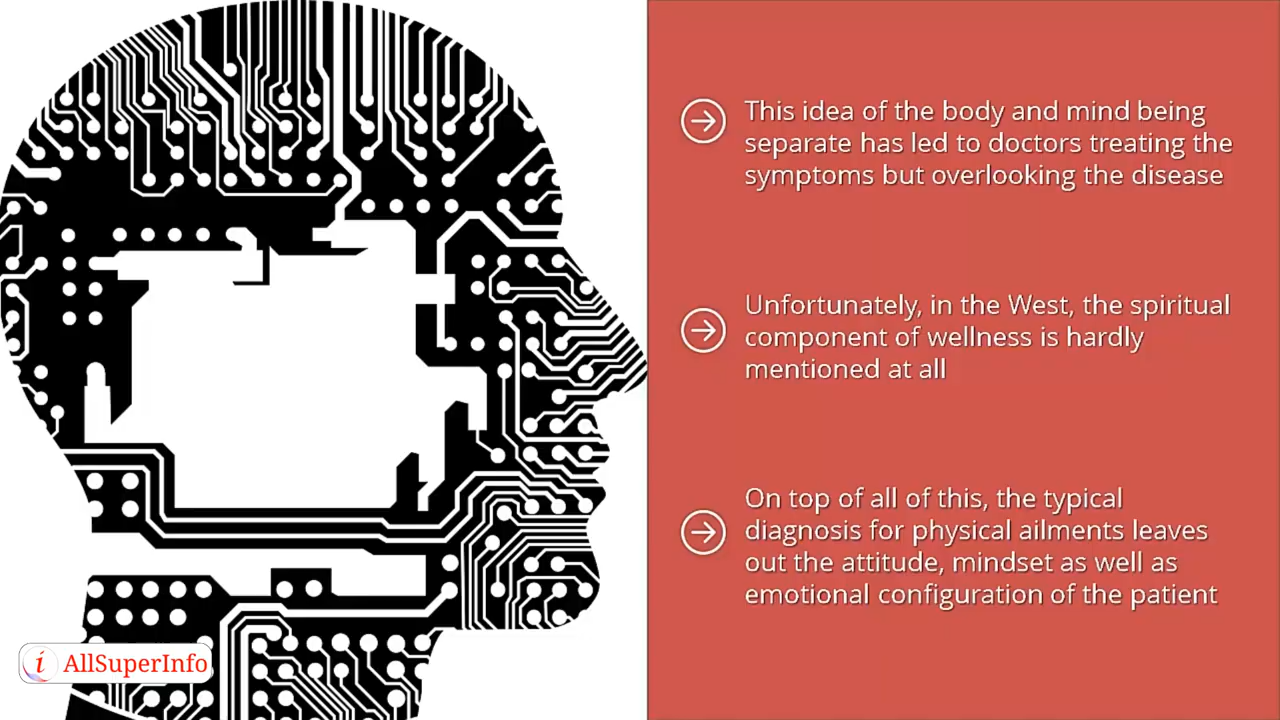 This idea of the body and mind being
separate has led to doctors treating the
symptoms but overlooking the disease
Unfortunately, in the West, the spiritual
component of wellness is hardly
mentioned at all
On top of all of this, the typical
diagnosis for physical ailments leaves
out the attitude, mindset as well as
emotional configuration of the patient
i AllSuperInfo